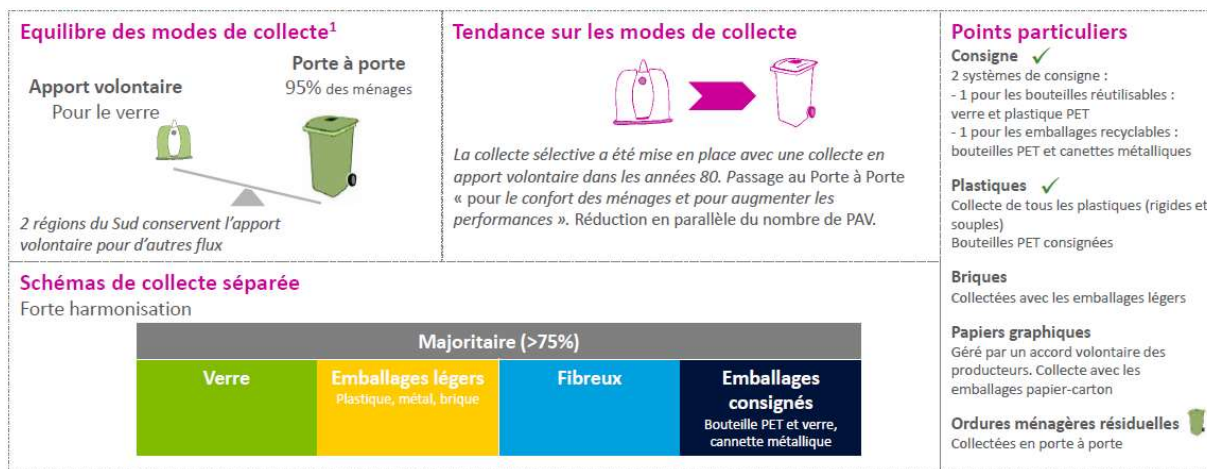 Equilibre des modes de collecte¹
Apport volontaire
Pour le verre
Porte à porte
95% des ménages
2 régions du Sud conservent l'apport
volontaire pour d'autres flux
Tendance sur les modes de collecte
La collecte sélective a été mise en place avec une collecte en
apport volontaire dans les années 80. Passage au Porte à Porte
« pour le confort des ménages et pour augmenter les
performances ». Réduction en parallèle du nombre de PAV.
Schémas de collecte séparée
Forte harmonisation
Majoritaire (>75%)
Verre
Emballages légers
Plastique, métal, brique
Fibreux
Emballages
consignés
Bouteille PET et verre,
cannette métallique
Points particuliers
Consigne ✓
2 systèmes de consigne :
- 1 pour les bouteilles réutilisables :
verre et plastique PET
- 1 pour les emballages recyclables :
bouteilles PET et canettes métalliques
Plastiques ✓
Collecte de tous les plastiques (rigides et
souples)
Bouteilles PET consignées
Briques
Collectées avec les emballages légers
Papiers graphiques
Géré par un accord volontaire des
producteurs. Collecte avec les
emballages papier-carton
Ordures ménagères résiduelles
Collectées en porte à porte